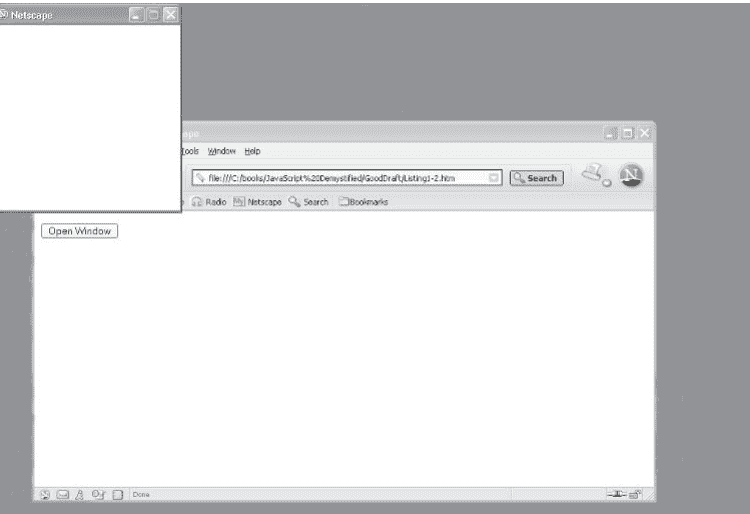 Netscape
Tools Window Help
file:///C:/books/JavaScript%20Demystified/GoodDraft/Listing1-2.htm
Search
Radio Netscape Search Bookmarks
Open Window
Done